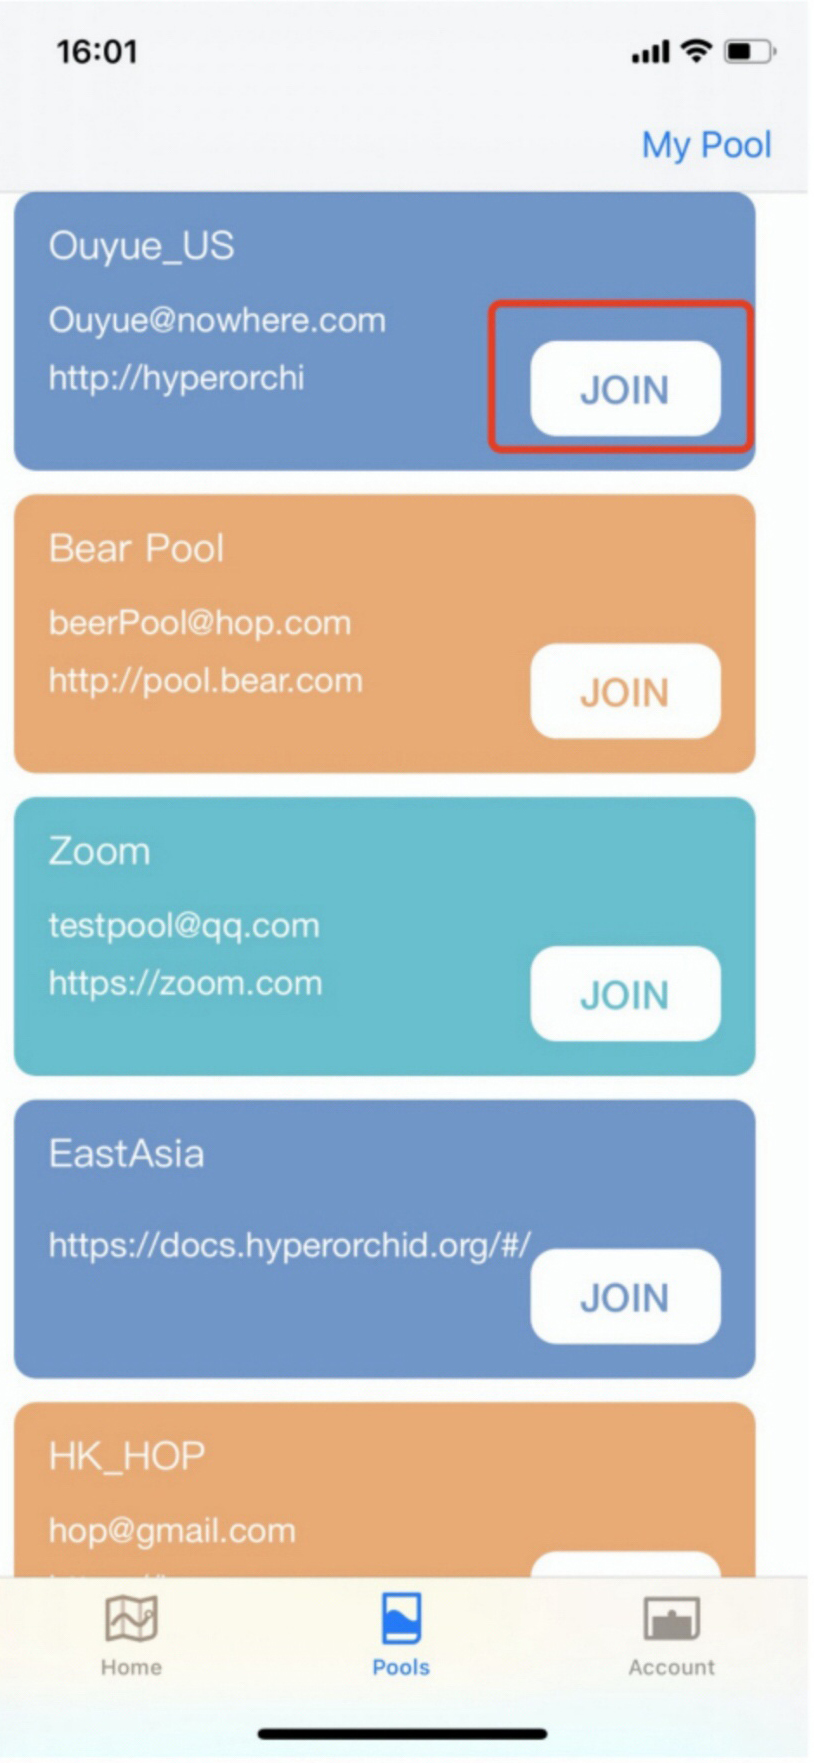 16:01
My Pool
Ouyue_US
Ouyue@nowhere.com
http://hyperorchi
JOIN
Bear Pool
beerPool@hop.com
http://pool.bear.com
JOIN
Zoom
testpool@qq.com
https://zoom.com
JOIN
EastAsia
https://docs.hyperorchid.org/#/
JOIN
HK_HOP
hop@gmail.com
Home
Pools
Account